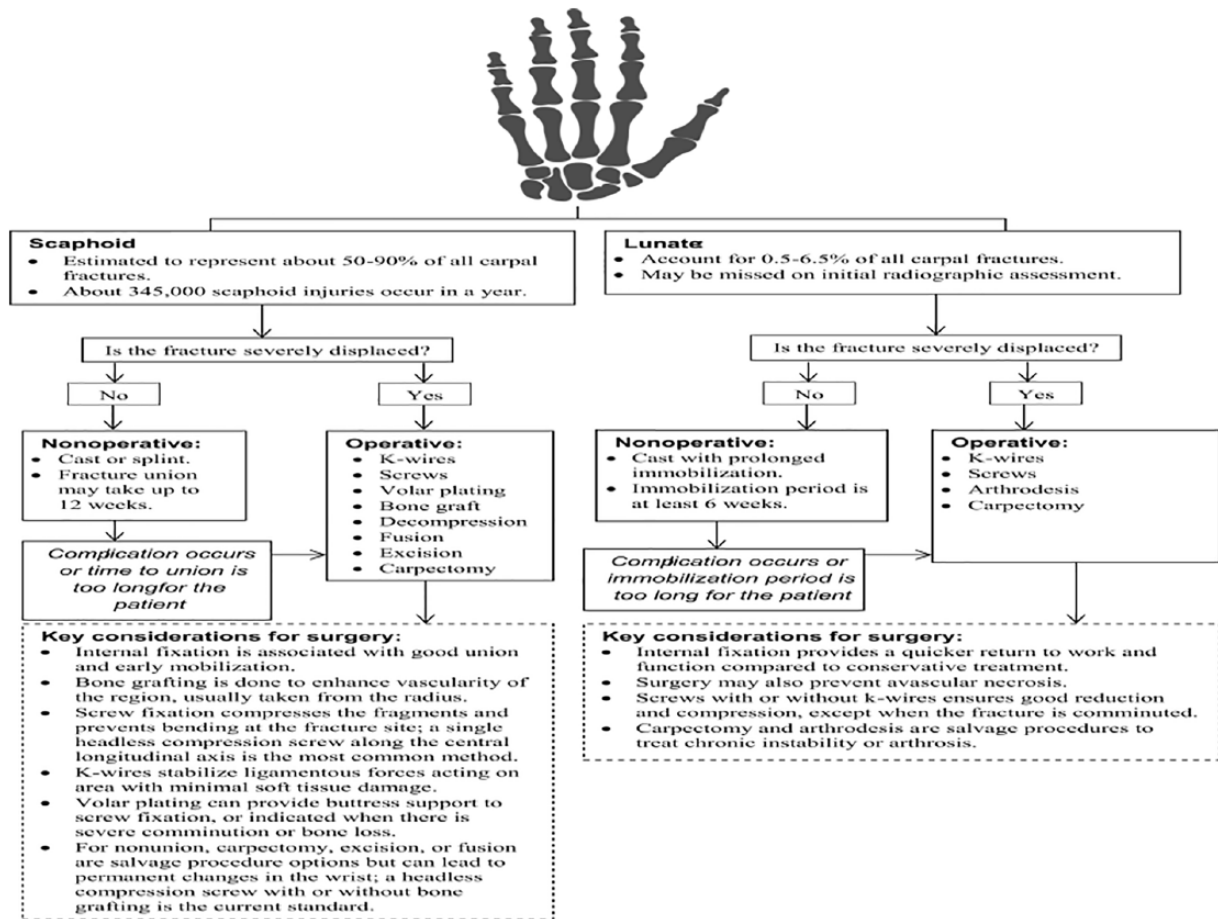 Scaphoid
• Estimated to represent about 50-90% of all carpal
fractures.
• About 345,000 scaphoid injuries occur in a year.
Is the fracture severely displaced?
No
Yes
Nonoperative:
• Cast or splint.
• Fracture union
may take up to
12 weeks.
Complication occurs
or time to union is
too longfor the
patient
Operative:
• K-wires
• Screws
• Volar plating
• Bone graft
• Decompression
• Fusion
• Excision
• Carpectomy
Key considerations for surgery:
• Internal fixation is associated with good union
and early mobilization.
• Bone grafting is done to enhance vascularity of
the region, usually taken from the radius.
• Screw fixation compresses the fragments and
prevents bending at the fracture site; a single
headless compression screw along the central
longitudinal axis is the most common method.
• K-wires stabilize ligamentous forces acting on
area with minimal soft tissue damage.
• Volar plating can provide buttress support to
screw fixation, or indicated when there is
severe comminution or bone loss.
• For nonunion, carpectomy, excision, or fusion
are salvage procedure options but can lead to
permanent changes in the wrist; a headless
compression screw with or without bone
grafting is the current standard.
Lunate
• Account for 0.5-6.5% of all carpal fractures.
• May be missed on initial radiographic assessment.
Is the fracture severely displaced?
No
Yes
Nonoperative:
• Cast with prolonged
immobilization.
• Immobilization period is
at least 6 weeks.
Complication occurs or
immobilization period is
too long for the patient
Operative:
• K-wires
• Screws
• Arthrodesis
• Carpectomy
Key considerations for surgery:
• Internal fixation provides a quicker return to work and
function compared to conservative treatment.
• Surgery may also prevent avascular necrosis.
• Screws with or without k-wires ensures good reduction
and compression, except when the fracture is comminuted.
• Carpectomy and arthrodesis are salvage procedures to
treat chronic instability or arthrosis.